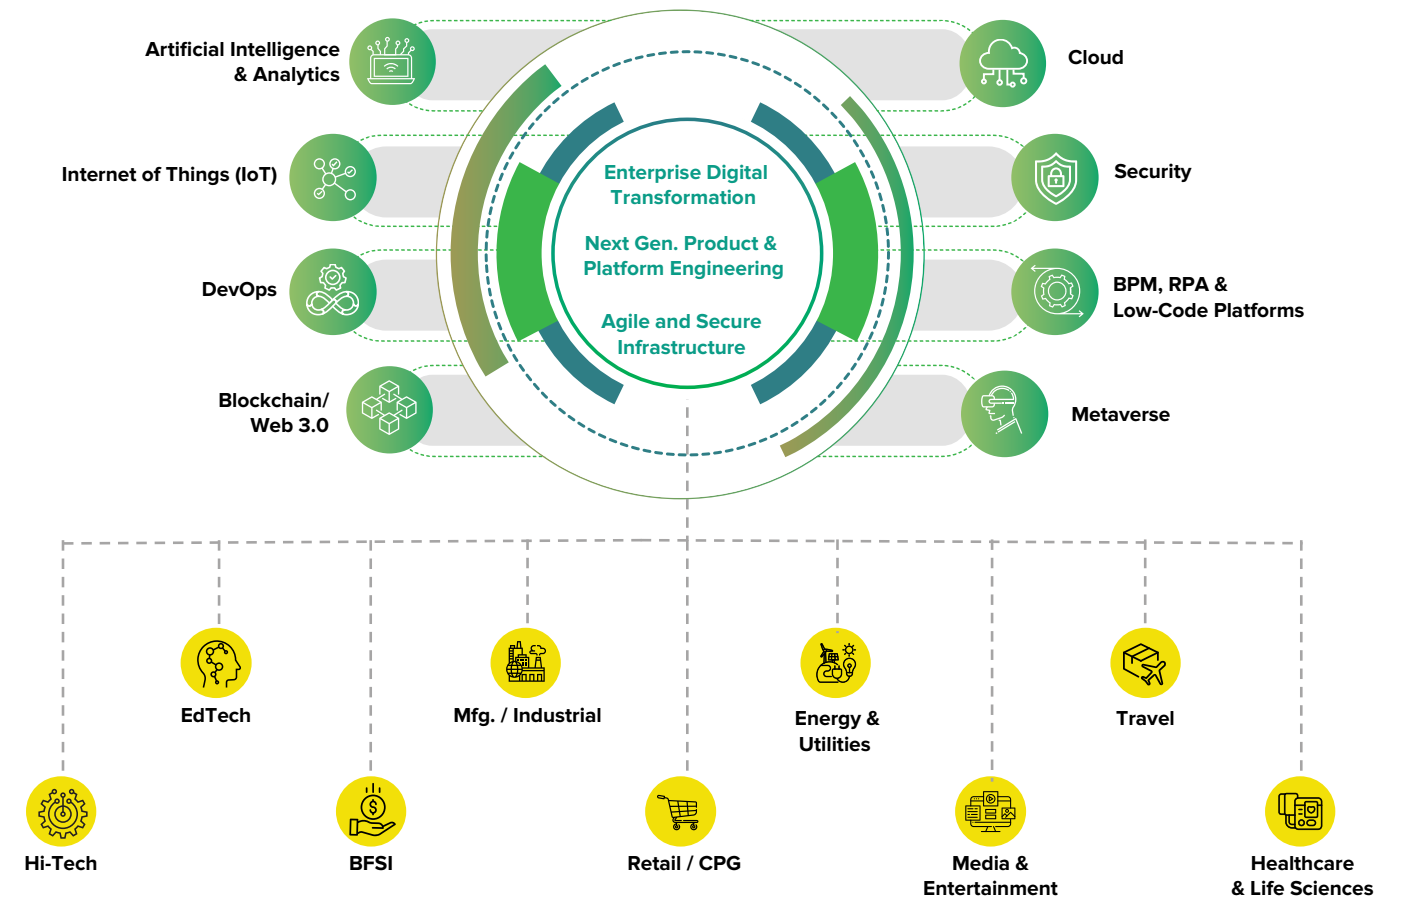 Artificial Intelligence
& Analytics
Internet of Things (IoT)
DevOps
Blockchain/
Web 3.0
Enterprise Digital
Transformation
Next Gen. Product &
Platform Engineering
Agile and Secure
Infrastructure
Cloud
Security
BPM, RPA &
Low-Code Platforms
Metaverse
EdTech
Mfg. / Industrial
Energy &
Utilities
Travel
Hi-Tech
BFSI
$
Retail / CPG
Media &
Entertainment
Healthcare
& Life Sciences